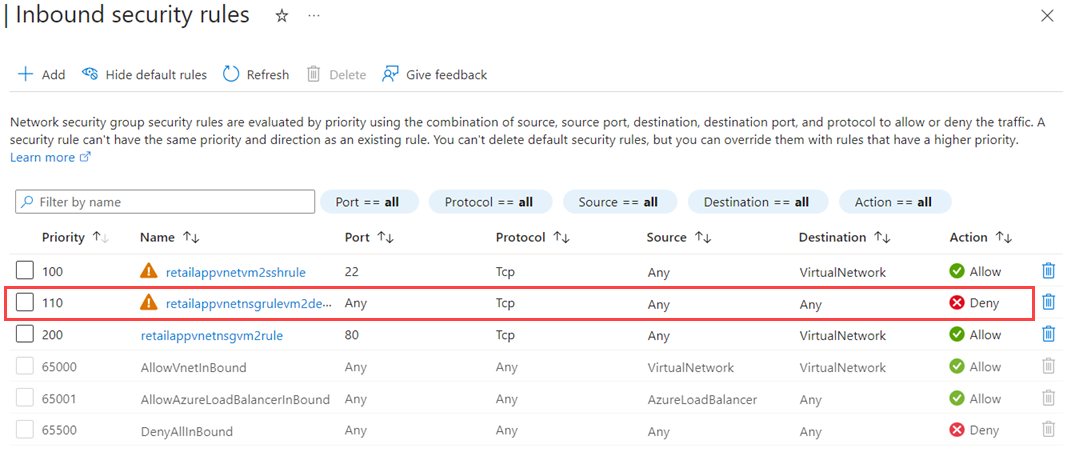 Inbound security rules ...
Add Hide default rules Refresh Delete Give feedback
Network security group security rules are evaluated by priority using the combination of source, source port, destination, destination port, and protocol to allow or deny the traffic. A
security rule can't have the same priority and direction as an existing rule. You can't delete default security rules, but you can override them with rules that have a higher priority.
Learn more
Filter by name Port == all Protocol == all Source == all Destination == all Action == all
Priority Name Port Protocol Source Destination Action
100 retailappvnetvm2sshrule 22 Tcp Any VirtualNetwork Allow
110 retailappvnetnsgrulevm2de... Any Tcp Any Any Deny
200 retailappvnetnsgvm2rule 80 Tcp Any VirtualNetwork Allow
65000 AllowVnetInBound Any Any VirtualNetwork VirtualNetwork Allow
65001 AllowAzureLoadBalancerInBound Any Any AzureLoadBalancer Any Allow
65500 DenyAllInBound Any Any Any Any Deny